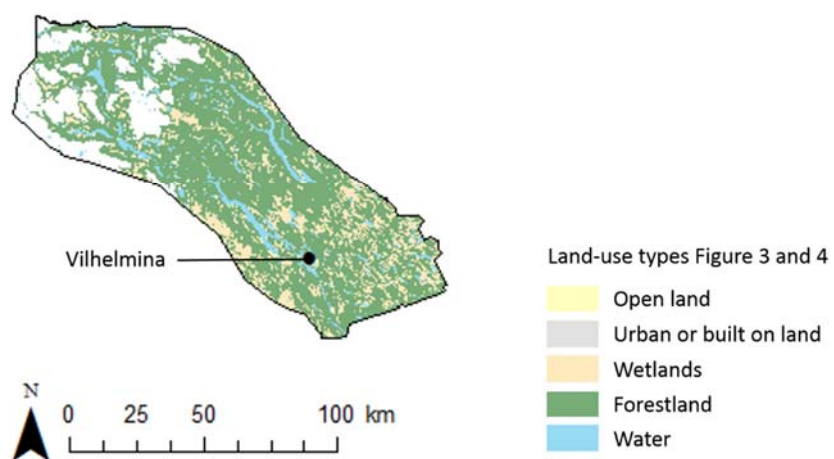 Vilhelmina
Land-use types Figure 3 and 4
Open land
Urban or built on land
Wetlands
Forestland
Water
N
0 25 50 100 km